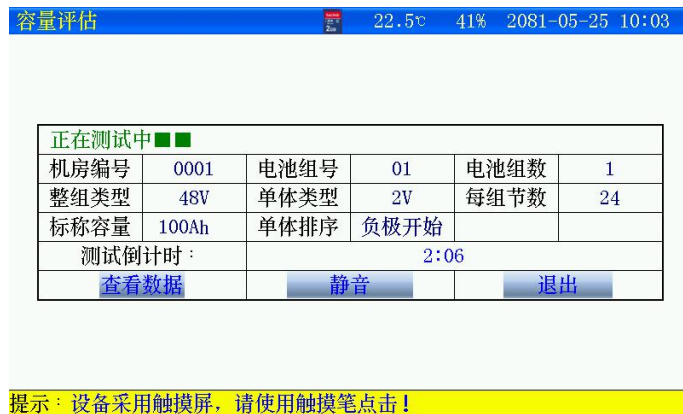 容量评估 22.5℃ 41% 2081-05-25 10:03
正在测试中
机房编号 0001 电池组号 01 电池组数 1
整组类型 48V 单体类型 2V 每组节数 24
标称容量 100Ah 单体排序 负极开始
测试倒计时： 2:06
查看数据 静音 退出
提示：设备采用触摸屏，请使用触摸笔点击！